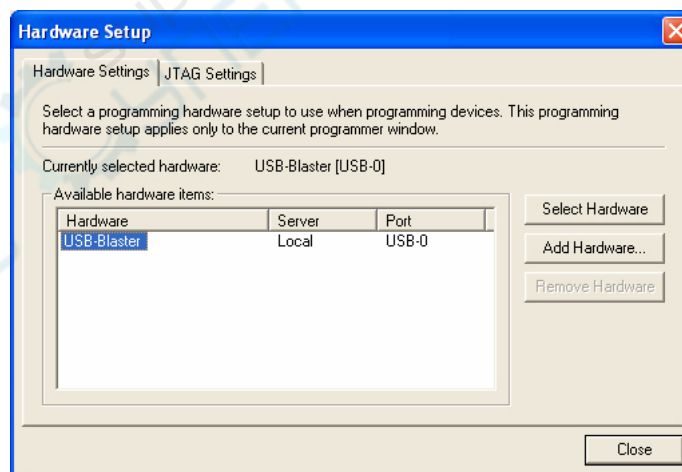 Hardware Setup
Hardware Settings JTAG Settings
Select a programming hardware setup to use when programming devices. This programming
hardware setup applies only to the current programmer window.
Currently selected hardware: USB-Blaster [USB-0]
Available hardware items:
Hardware Server Port
USB-Blaster Local USB-0
Select Hardware
Add Hardware...
Remove Hardware
Close